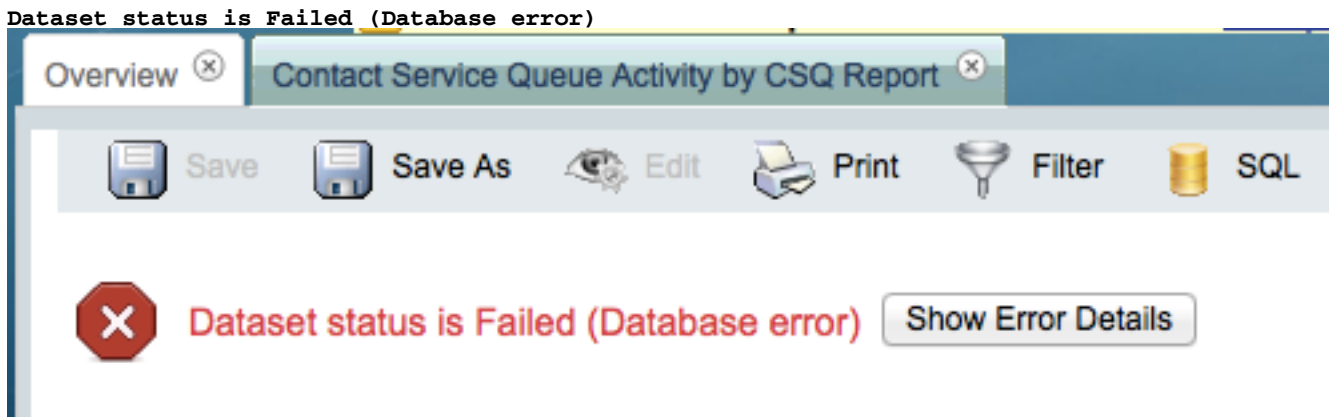 Dataset status is Failed (Database error)
Overview
Contact Service Queue Activity by CSQ Report
Save
Save As
Edit
Print
Filter
SQL
Dataset status is Failed (Database error)
Show Error Details